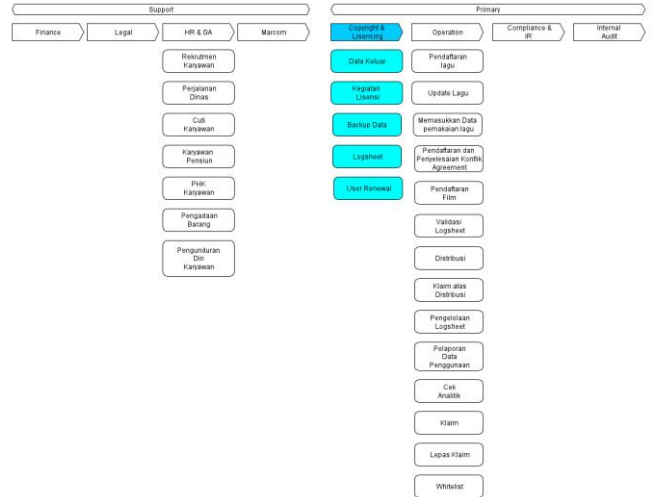 Support
Primary
Finance
Legal
HR & GA
Marcom
Copyright &
Lisencing
Operation
Compliance &
IR
Internal
Audit
Rekrutmen
Karyawan
Perjalanan
Dinas
Cuti
Karyawan
Karyawan
Pensiun
PHK
Karyawan
Pengadaan
Barang
Pengunduran
Diri
Karyawan
Data Keluar
Kegiatan
Lisensi
Backup Data
Logsheet
User Renewal
Pendaftaran
lagu
Update Lagu
Memasukkan Data
pemakaian lagu
Pendaftaran dan
Penyelesaian Konflik
Agreement
Pendaftaran
Film
Validasi
Logsheet
Distribusi
Klaim atas
Distribusi
Pengelolaan
Logsheet
Pelaporan
Data
Penggunaan
Cek
Analitik
Klaim
Lepas Klaim
Whitelist